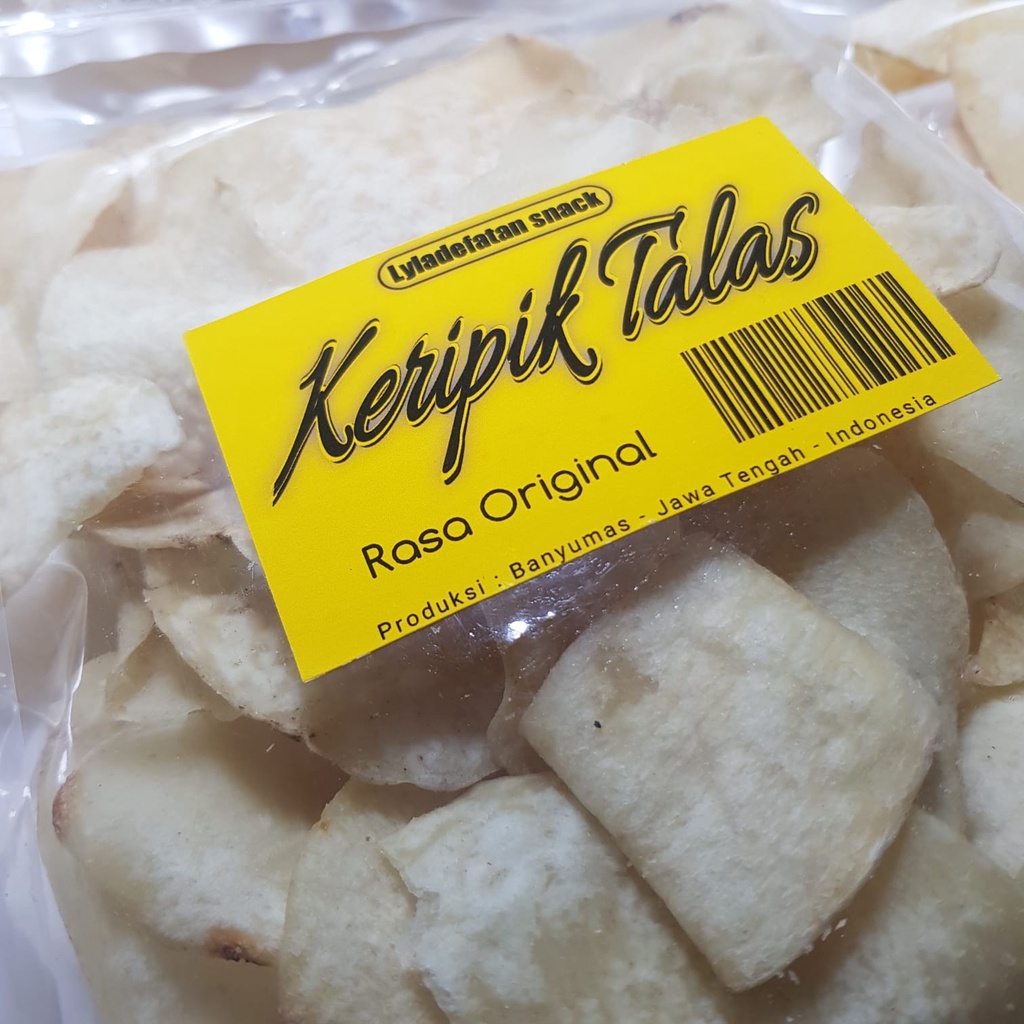 Lyladefatan snack
Keripik Talas
Rasa Original
Produksi : Banyumas - Jawa Tengah - Indonesia